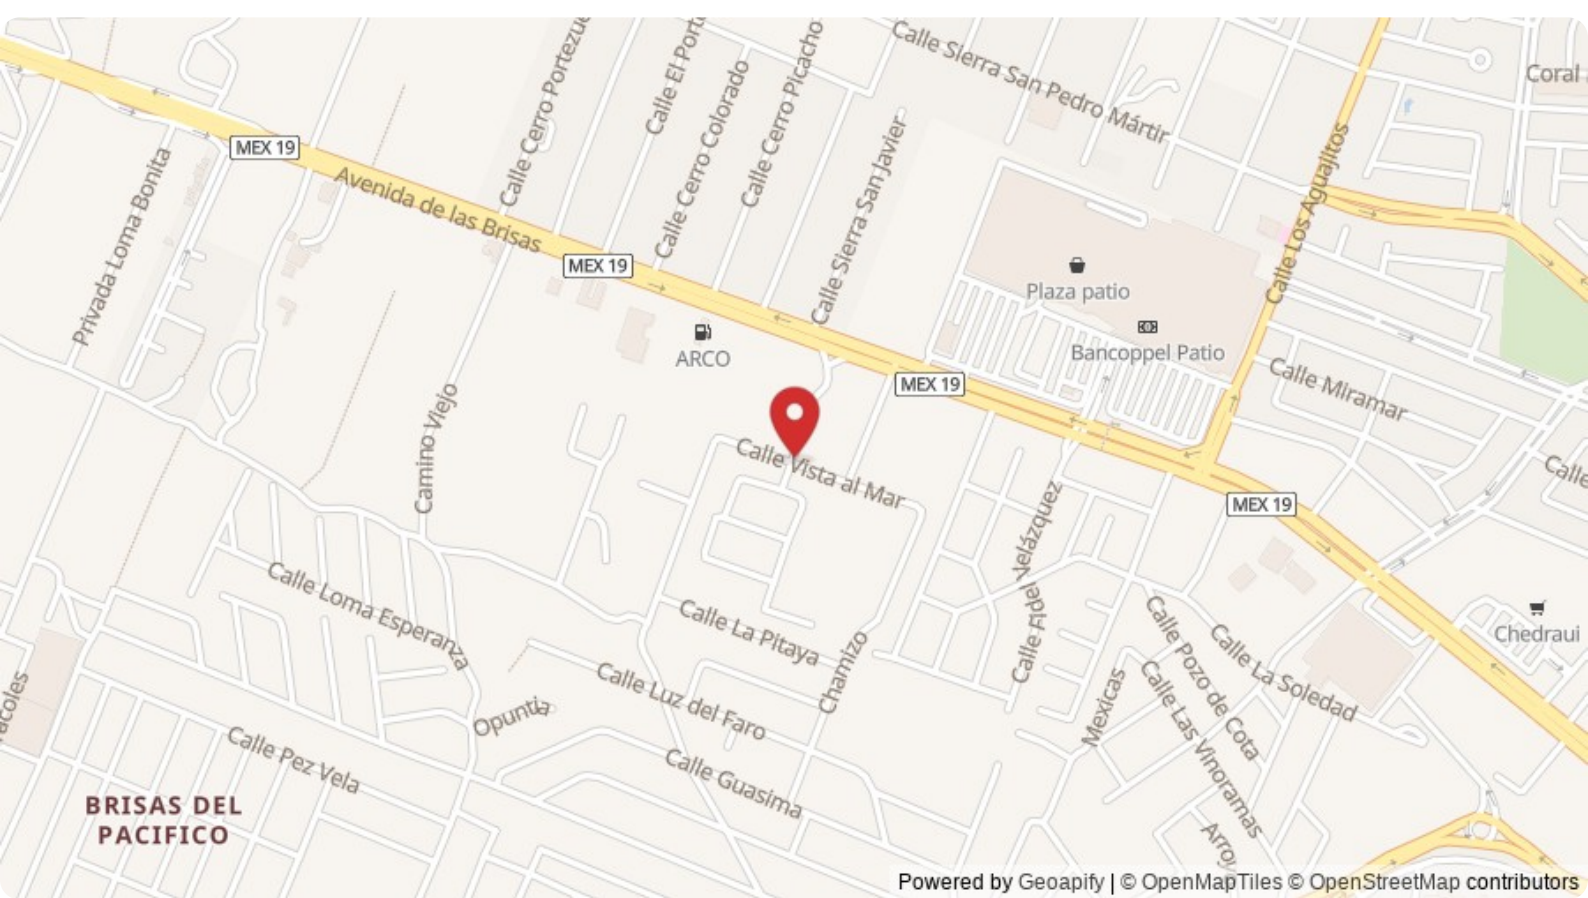 Calle Sierra San Pedro Mártir
Coral
MEX 19
Calle Cerro Portezue
Calle El Porte
Calle Cerro Colorado
Calle Cerro Picacho
Calle Sierra San Javier
Calle Los Aguajitos
Privada Loma Bonita
Avenida de las Brisas
MEX 19
Plaza patio
Bancoppel Patio
ARCO
MEX 19
Calle Miramar
Camino Viejo
Calle Vista al Mar
Calle
MEX 19
Calle Fidel Velázquez
Calle Loma Esperanza
Calle La Pitaya
Chamizo
Calle Pozo de Cota
Calle La Soledad
Chedraui
Calle Luz del Faro
Mexicas
Calle Las Vinoramas
acoles
Opuntia
Calle Pez Vela
Calle Guasima
BRISAS DEL
PACIFICO
Arroy
Powered by Geoapify | © OpenMapTiles © OpenStreetMap contributors